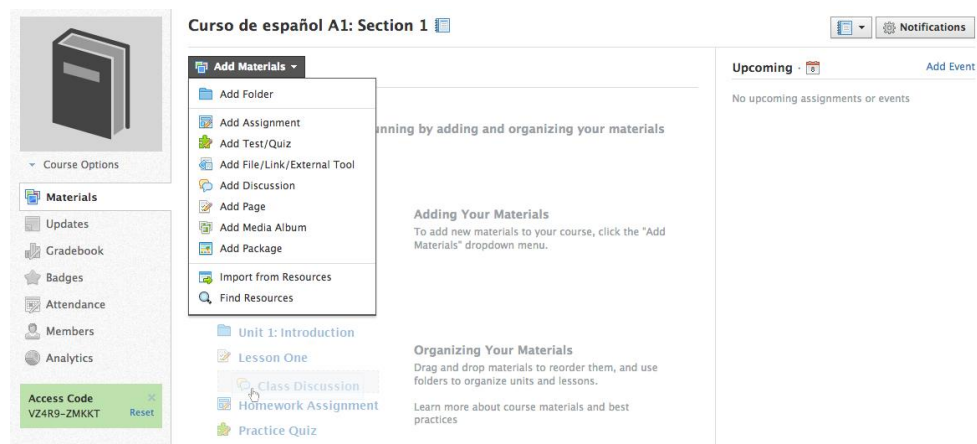 Curso de español A1: Section 1
Notifications
Add Materials
Add Folder
Add Assignment
Add Test/Quiz
Add File/Link/External Tool
Add Discussion
Add Page
Add Media Album
Add Package
Import from Resources
Find Resources
by adding and organizing your materials
Adding Your Materials
To add new materials to your course, click the "Add
Materials" dropdown menu.
Unit 1: Introduction
Lesson One
Class Discussion
Homework Assignment
Practice Quiz
Organizing Your Materials
Drag and drop materials to reorder them, and use
folders to organize units and lessons.
Learn more about course materials and best
practices
Upcoming
Add Event
No upcoming assignments or events
Course Options
Materials
Updates
Gradebook
Badges
Attendance
Members
Analytics
Access Code
VZ4R9-ZMKKT
Reset